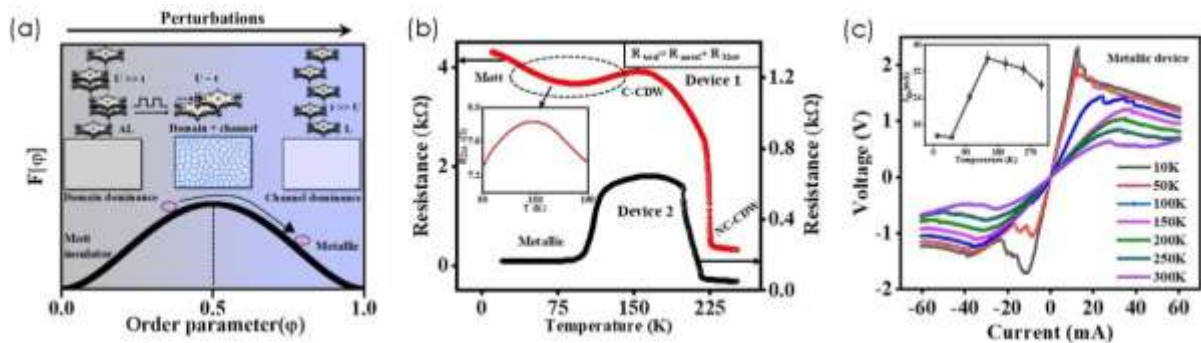 (a)
Perturbations
U >> t
U ~ t
t >> U
AL
Domain + channel
L
Domain dominance
Channel dominance
Mott
insulator
Metallic
F[φ]
0.0
0.5
1.0
Order parameter(φ)
(b)
Mott
Device 1
C-CDW
NC-CDW
Device 2
Metallic
T (K)
4
2
0
1.2
0.8
0.4
0.0
0
75
150
225
Temperature (K)
Resistance (kΩ)
Resistance (kΩ)
(c)
Metallic device
Temperature (K)
10K
50K
100K
150K
200K
250K
300K
2
1
0
-1
-2
-60
-40
-20
0
20
40
60
Voltage (V)
Current (mA)